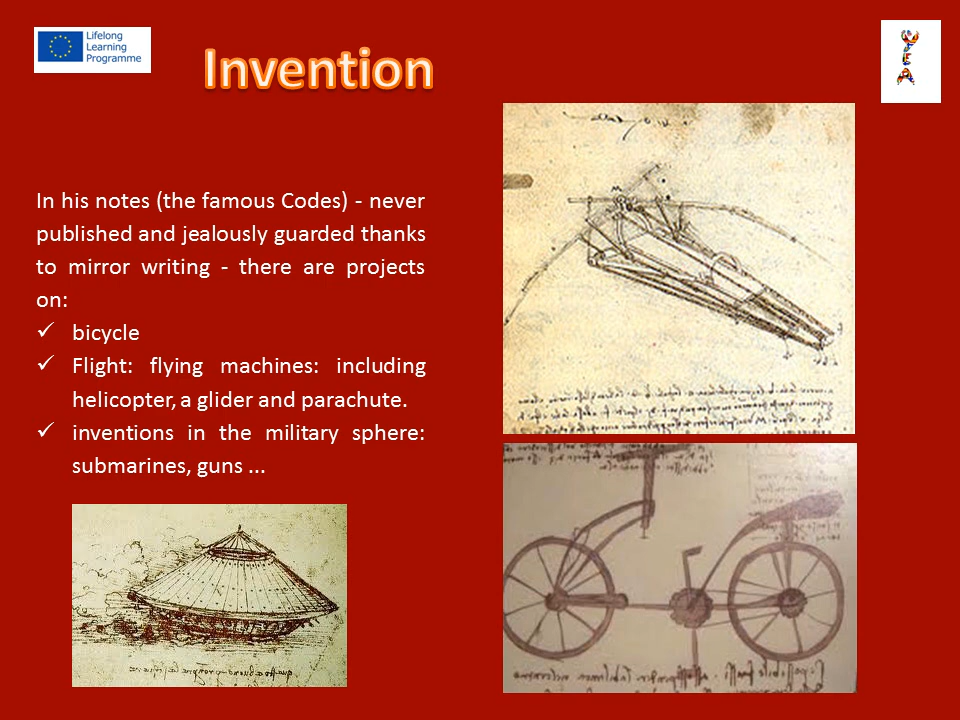 Lifelong
Learning
Programme
Invention
In his notes (the famous Codes) - never
published and jealously guarded thanks
to mirror writing - there are projects
on:
✓ bicycle
✓ Flight: flying machines: including
helicopter, a glider and parachute.
✓ inventions in the military sphere:
submarines, guns ...